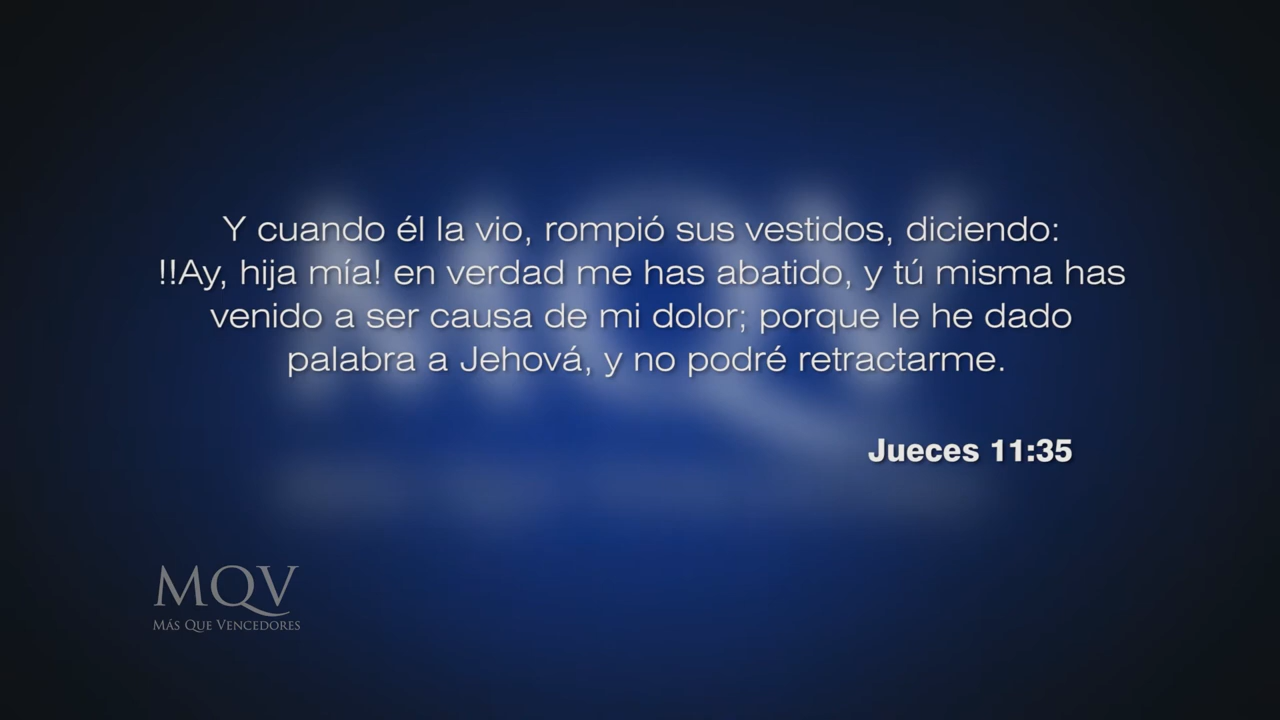 Y cuando él la vio, rompió sus vestidos, diciendo:
!!Ay, hija mía! en verdad me has abatido, y tú misma has
venido a ser causa de mi dolor; porque le he dado
palabra a Jehová, y no podré retractarme.
Jueces 11:35
MQV
MÁS QUE VENCEDORES